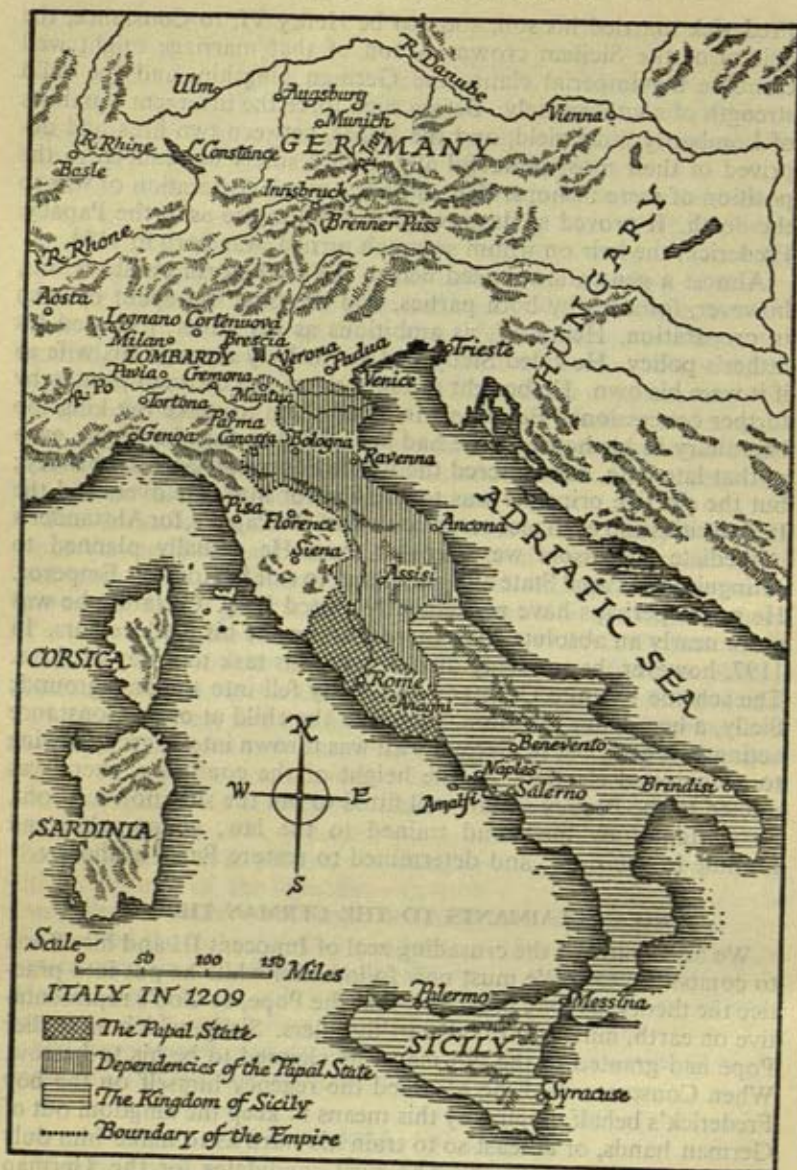 R. Danube
Ulm
Augsburg
Munich
Vienna
R Rhine
Constance
GERMANY
Basle
Innsbruck
Brenner Pass
R. Rhone
HUNGARY
Aosta
Legnano
Cortenuova
Milan
Brescia
LOMBARDY
Verona
Padua
Trieste
Pavia
Cremona
Mantua
Venice
R. Po
Tortona
Parma
Genoa
Canossa
Bologna
Ravenna
Pisa
Florence
Ancona
Siena
ADRIATIC SEA
Assisi
CORSICA
Rome
Anagni
N
Benevento
W
E
Naples
Brindisi
Amalfi
Salerno
SARDINIA
S
Scale
0 50 100 150 Miles
ITALY IN 1209
Palermo
Messina
The Papal State
SICILY
Dependencies of the Papal State
The Kingdom of Sicily
Syracuse
Boundary of the Empire